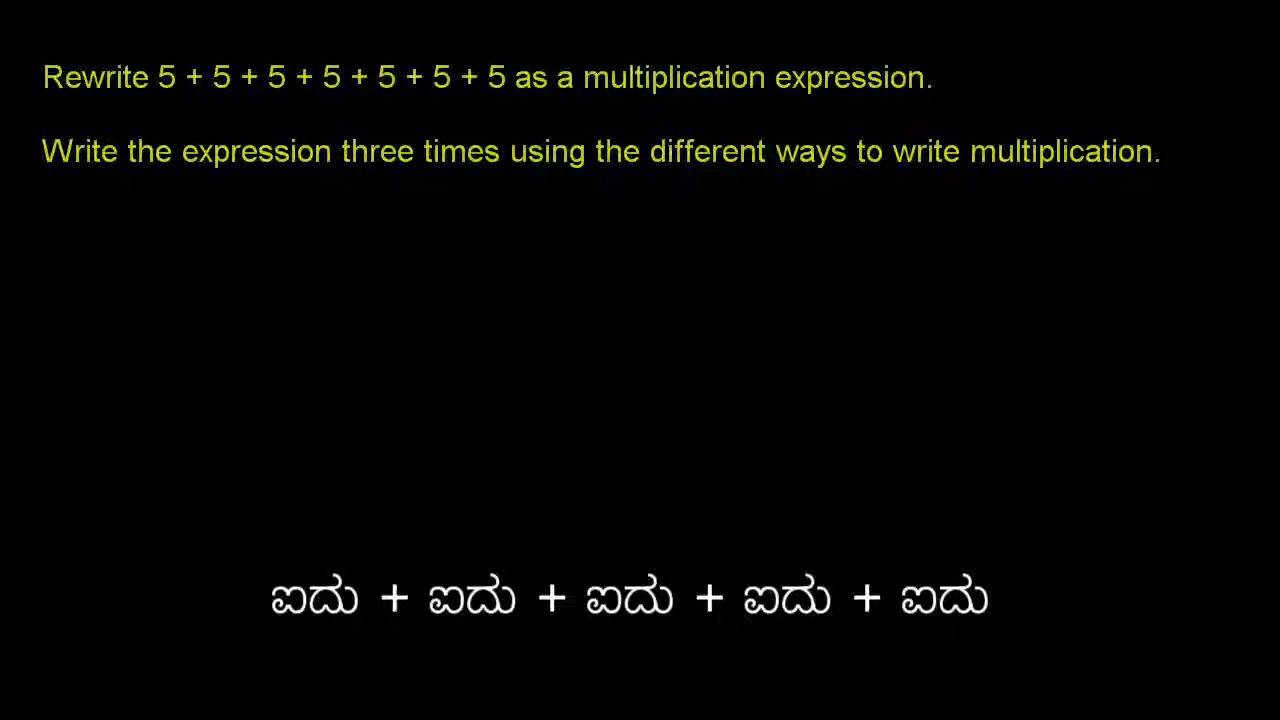 Rewrite 5 + 5 + 5 + 5 + 5 + 5 + 5 as a multiplication expression.
Write the expression three times using the different ways to write multiplication.
ಐದು + ಐದು + ಐದು + ಐದು + ಐದು